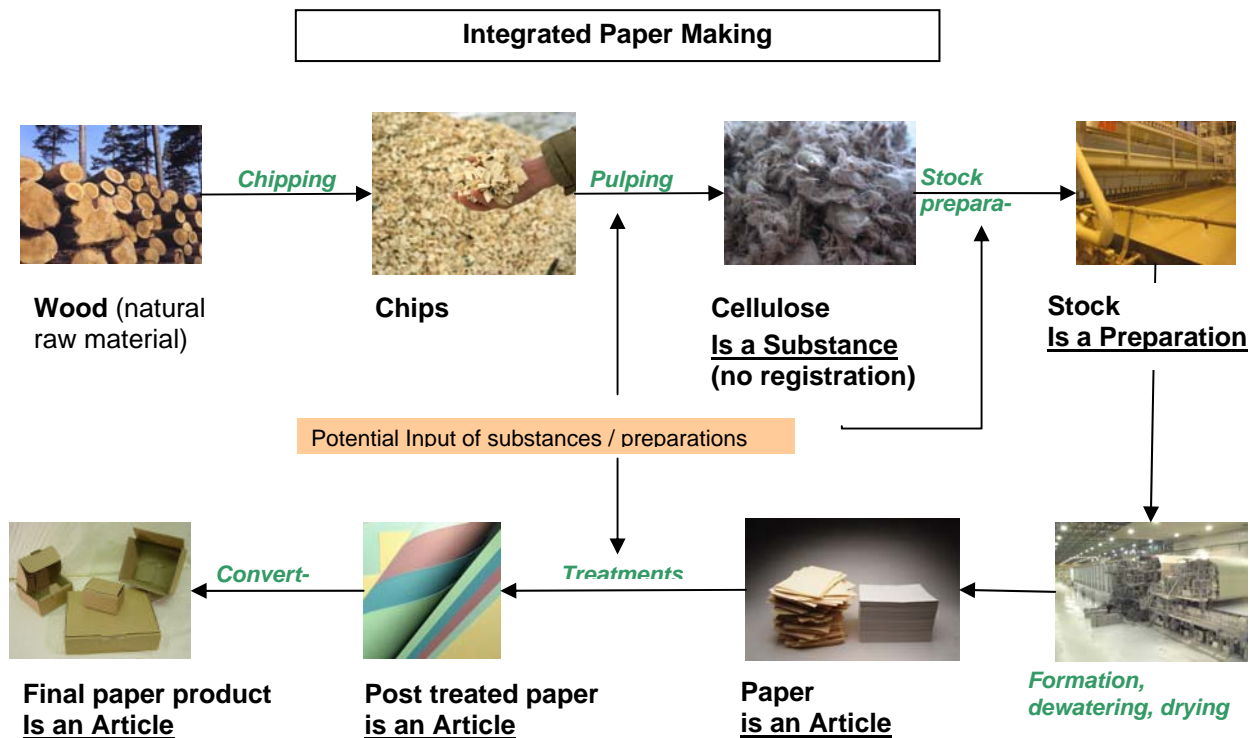 Integrated Paper Making
Chipping
Pulping
Stock
prepara-
Wood (natural
raw material)
Chips
Cellulose
Is a Substance
(no registration)
Stock
Is a Preparation
Potential Input of substances / preparations
Convert-
Treatments
Final paper product
Is an Article
Post treated paper
is an Article
Paper
is an Article
Formation,
dewatering, drying